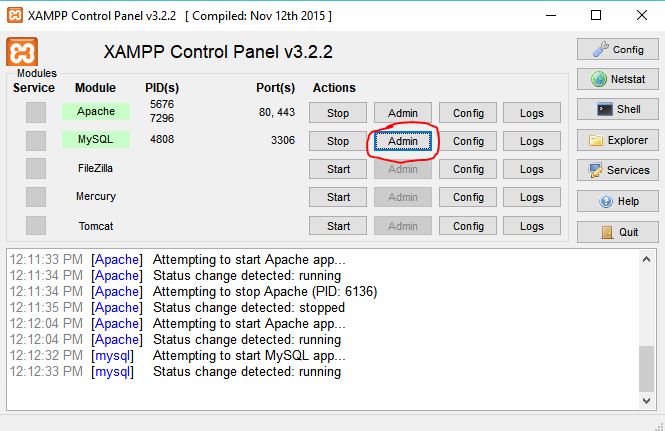 XAMPP Control Panel v3.2.2   [ Compiled: Nov 12th 2015 ]
XAMPP Control Panel v3.2.2
Config
Modules
Service Module PID(s) Port(s) Actions
Netstat
Apache 5676 7296 80, 443 Stop Admin Config Logs
Shell
MySQL 4808 3306 Stop Admin Config Logs
Explorer
FileZilla Start Admin Config Logs
Services
Mercury Start Admin Config Logs
Help
Tomcat Start Admin Config Logs
Quit
12:11:33 PM [Apache] Attempting to start Apache app...
12:11:34 PM [Apache] Status change detected: running
12:11:34 PM [Apache] Attempting to stop Apache (PID: 6136)
12:11:35 PM [Apache] Status change detected: stopped
12:12:04 PM [Apache] Attempting to start Apache app...
12:12:04 PM [Apache] Status change detected: running
12:12:32 PM [mysql] Attempting to start MySQL app...
12:12:33 PM [mysql] Status change detected: running